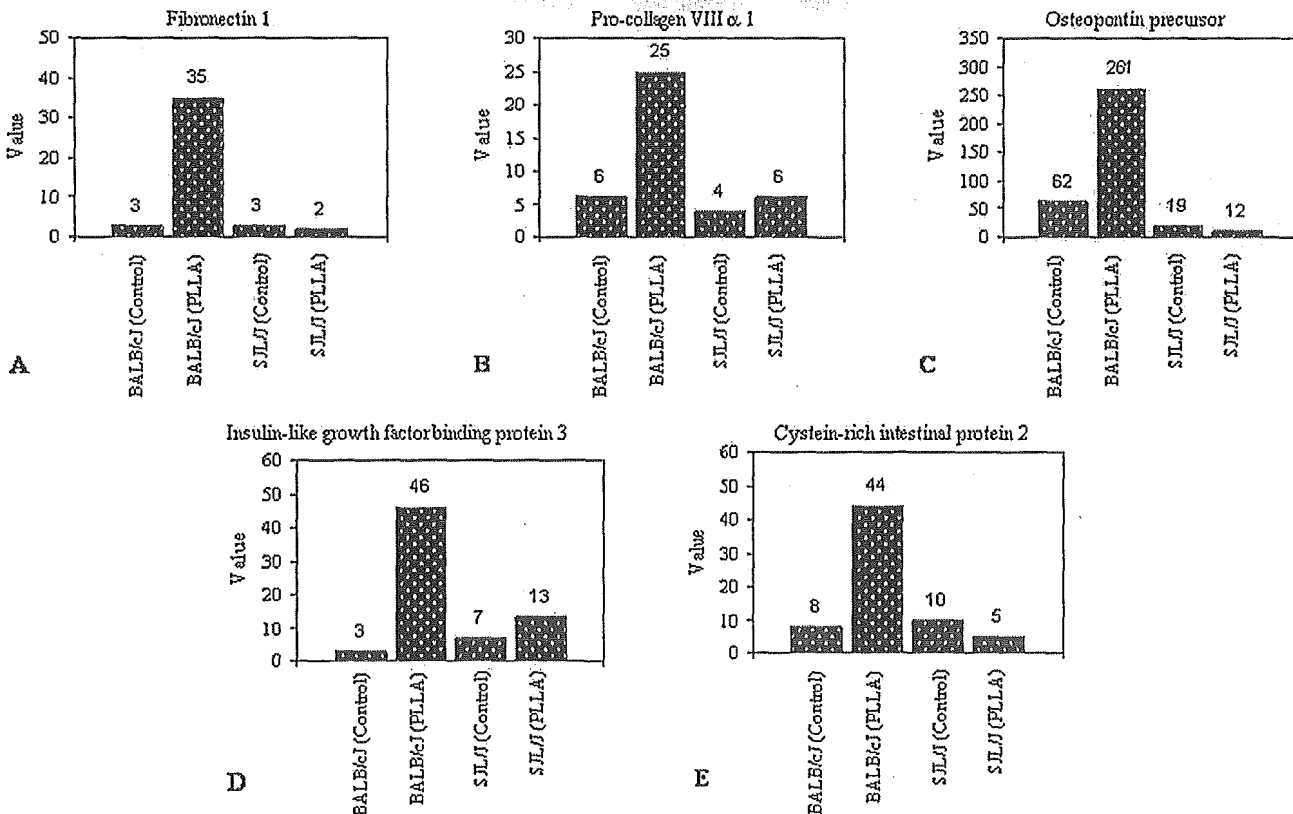 Fibronectin 1
50
40
30
20
10
0
Value
3
35
3
2
BALB/cJ (Control)
BALB/cJ (PLLA)
SJL/J (Control)
SJL/J (PLLA)
A
Pro-collagen VIII α 1
30
25
20
15
10
5
0
Value
6
25
4
6
BALB/cJ (Control)
BALB/cJ (PLLA)
SJL/J (Control)
SJL/J (PLLA)
B
Osteopontin precursor
350
300
250
200
150
100
50
0
Value
62
261
19
12
BALB/cJ (Control)
BALB/cJ (PLLA)
SJL/J (Control)
SJL/J (PLLA)
C
Insulin-like growth factor binding protein 3
60
50
40
30
20
10
0
Value
3
46
7
13
BALB/cJ (Control)
BALB/cJ (PLLA)
SJL/J (Control)
SJL/J (PLLA)
D
Cystein-rich intestinal protein 2
60
50
40
30
20
10
0
Value
8
44
10
5
BALB/cJ (Control)
BALB/cJ (PLLA)
SJL/J (Control)
SJL/J (PLLA)
E